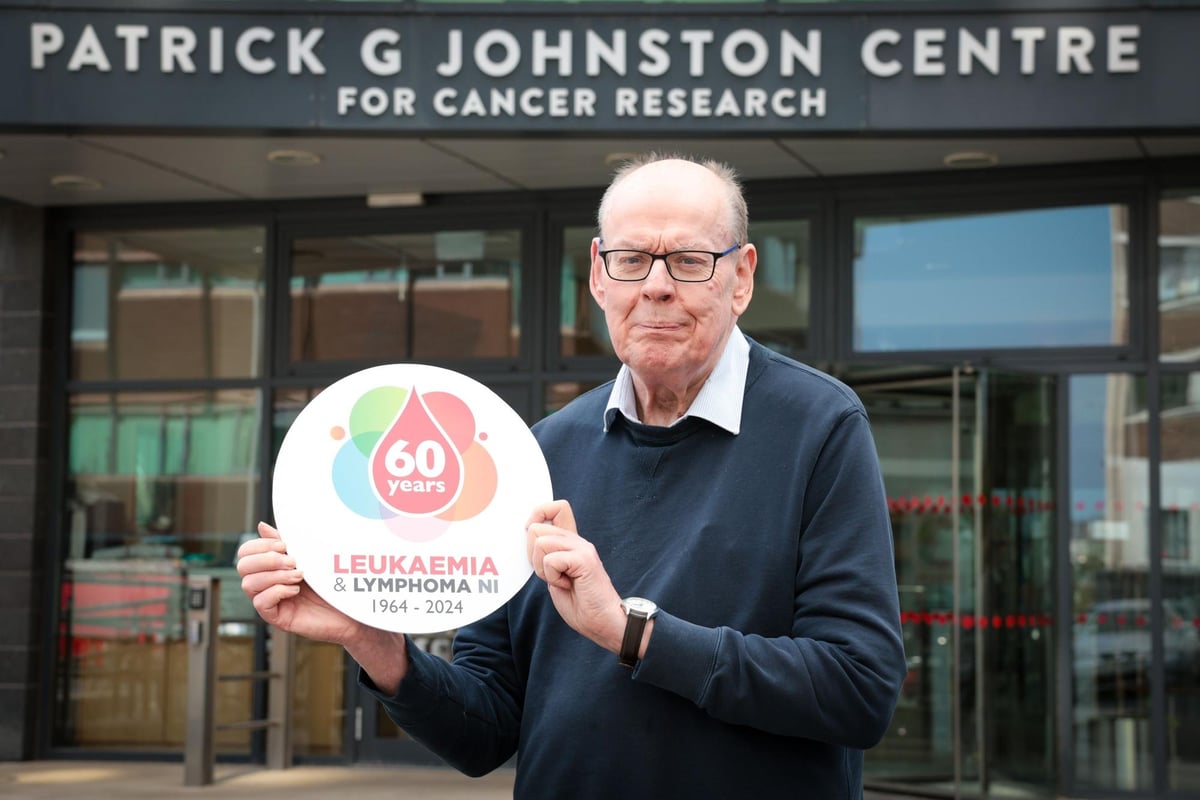 PATRICK G JOHNSTON CENTRE
FOR CANCER RESEARCH
60
years
LEUKAEMIA
& LYMPHOMA NI
1964 - 2024